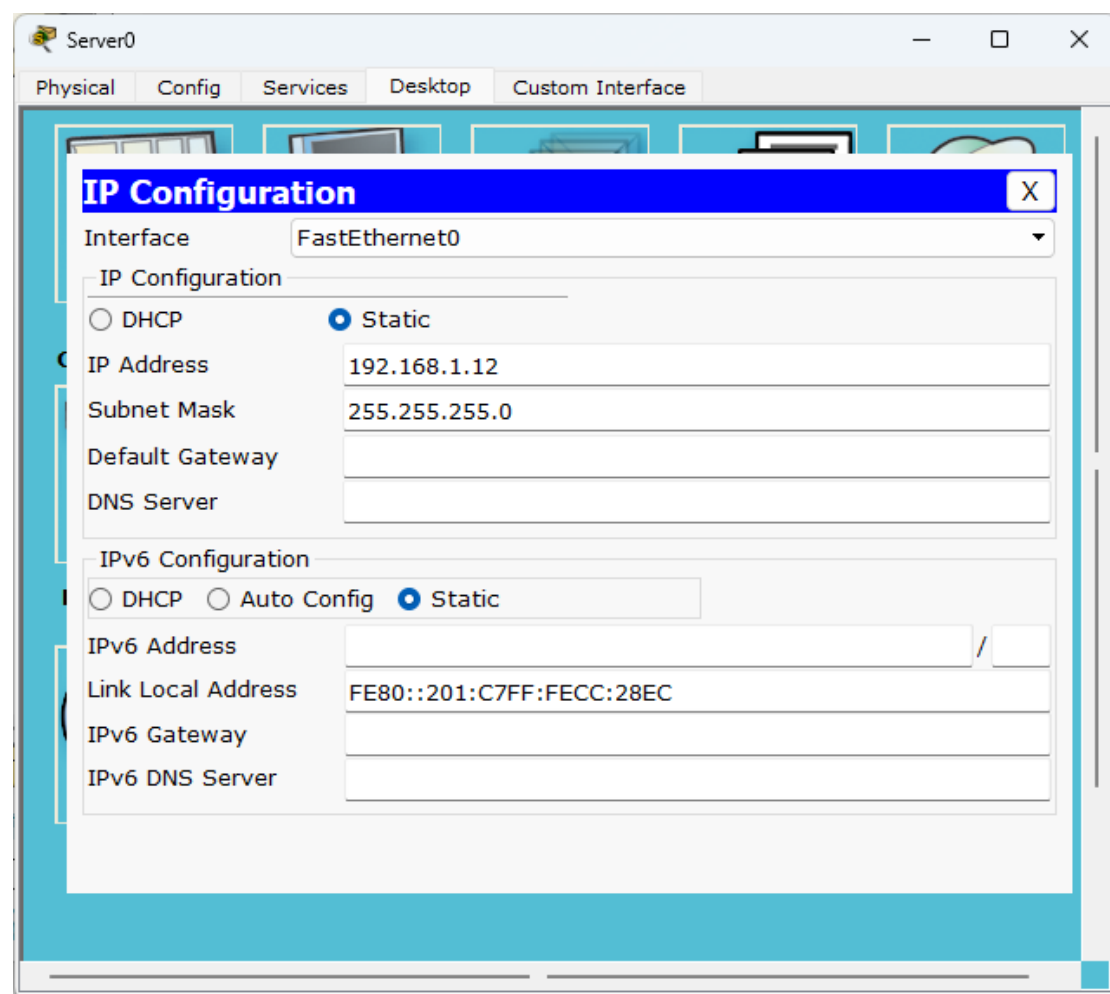 Server0
Physical Config Services Desktop Custom Interface
IP Configuration X
Interface FastEthernet0
IP Configuration
DHCP Static
IP Address 192.168.1.12
Subnet Mask 255.255.255.0
Default Gateway
DNS Server
IPv6 Configuration
DHCP Auto Config Static
IPv6 Address /
Link Local Address FE80::201:C7FF:FECC:28EC
IPv6 Gateway
IPv6 DNS Server